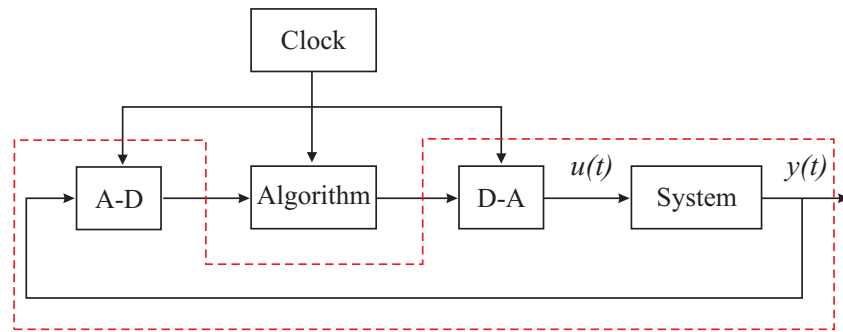 Clock
A-D
Algorithm
D-A
u(t)
System
y(t)